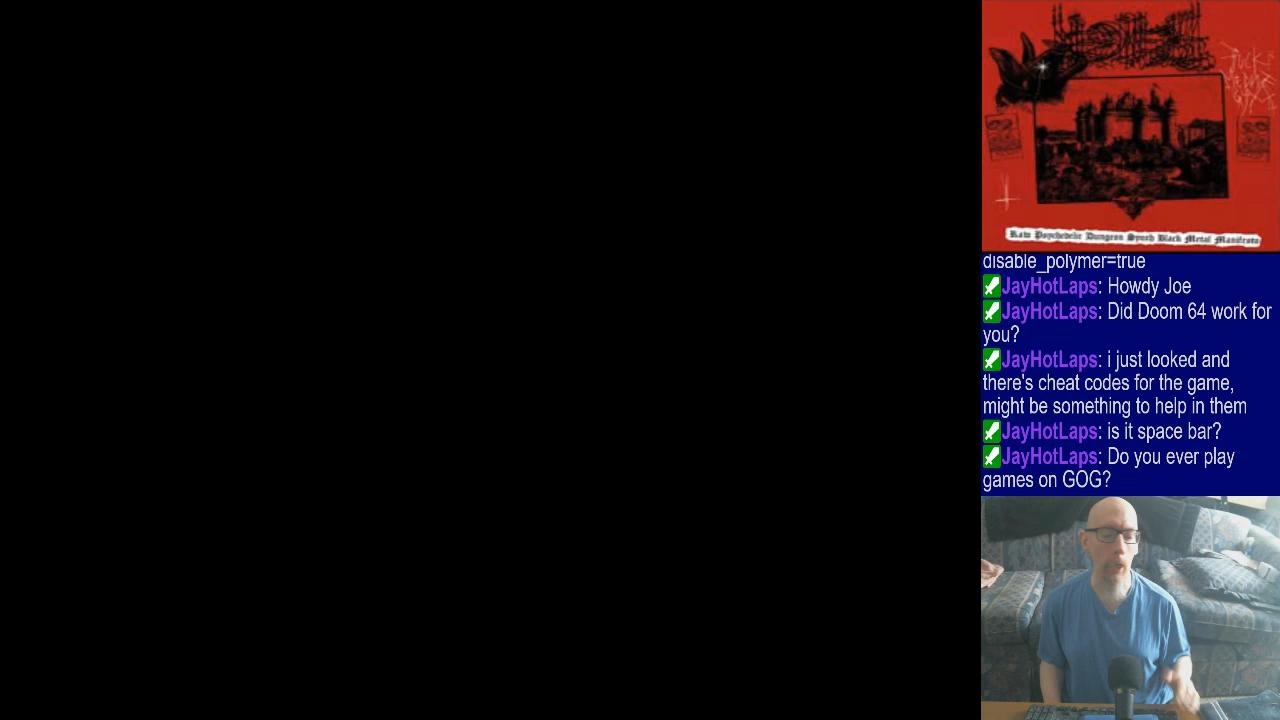 Raw Psychedelic Dungeon Synth Black Metal Manifesto
disable_polymer=true
JayHotLaps: Howdy Joe
JayHotLaps: Did Doom 64 work for
you?
JayHotLaps: i just looked and
there's cheat codes for the game,
might be something to help in them
JayHotLaps: is it space bar?
JayHotLaps: Do you ever play
games on GOG?